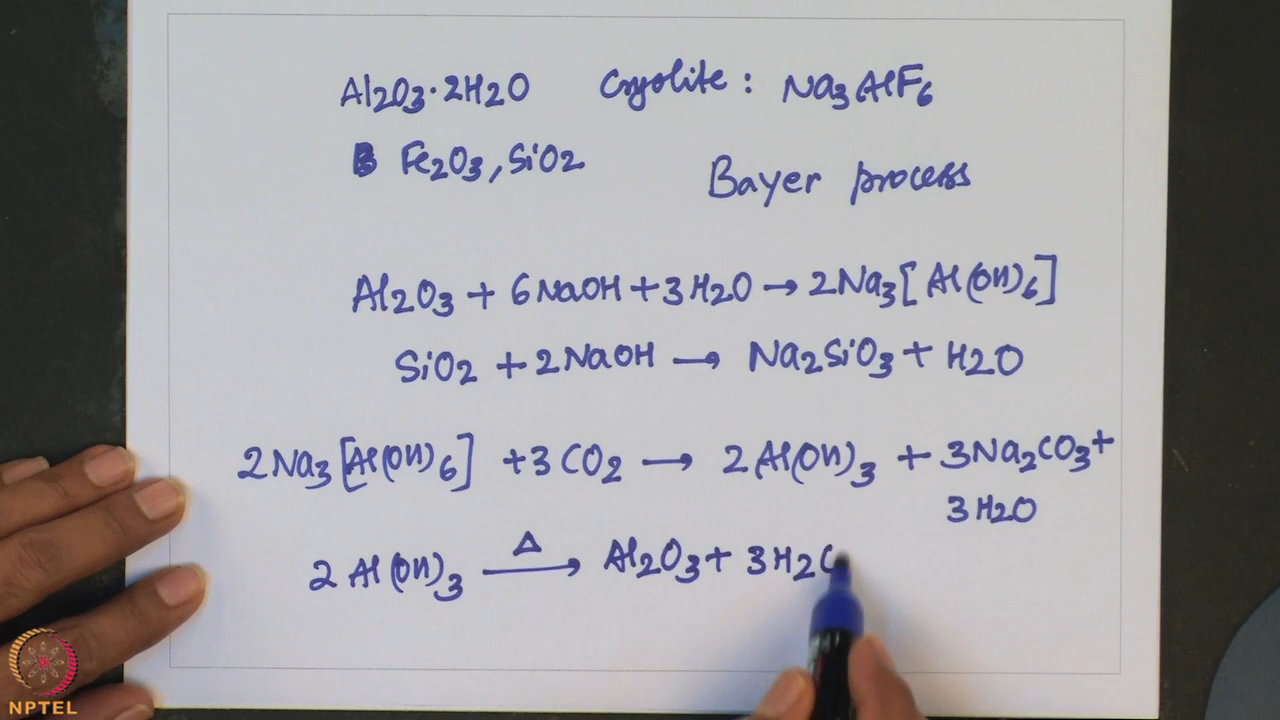 Al2O3·2H2O Cryolite : Na3AlF6
B Fe2O3, SiO2
Bayer process
Al2O3 + 6NaOH + 3H2O → 2Na3[Al(OH)6]
SiO2 + 2NaOH → Na2SiO3 + H2O
2Na3[Al(OH)6] + 3CO2 → 2Al(OH)3 + 3Na2CO3 +
3H2O
2Al(OH)3 Δ→ Al2O3 + 3H2O
NPTEL